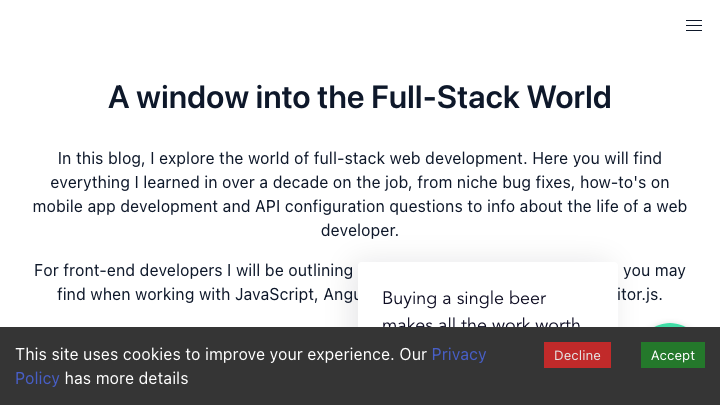 A window into the Full-Stack World
In this blog, I explore the world of full-stack web development. Here you will find
everything I learned in over a decade on the job, from niche bug fixes, how-to's on
mobile app development and API configuration questions to info about the life of a web
developer.
For front-end developers I will be outlining
you may
find when working with JavaScript,
itor.js.
Buying a single beer
makes all the work worth
This site uses cookies to improve your experience. Our Privacy
Policy has more details
Decline
Accept